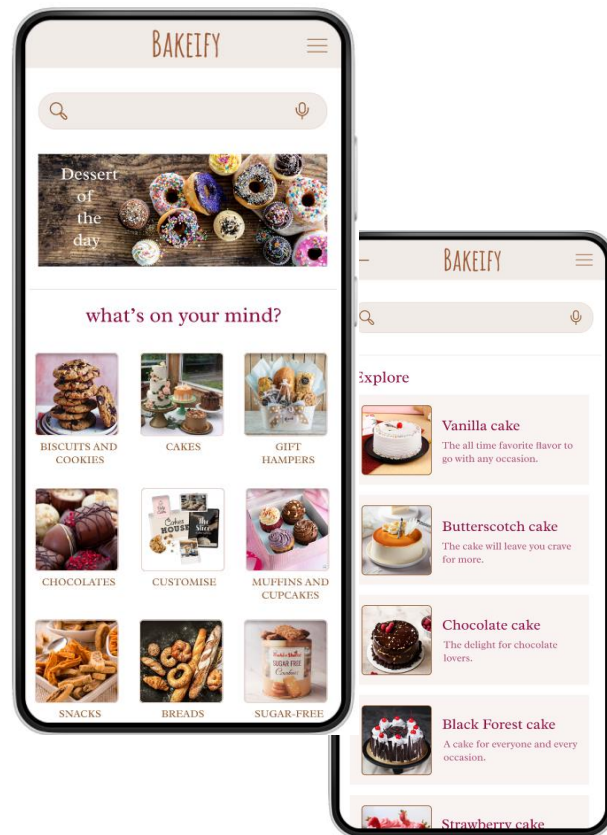 BAKEIFY
Dessert
of
the
day
what's on your mind?
BISCUITS AND
COOKIES
CAKES
GIFT
HAMPERS
CHOCOLATES
CUSTOMISE
MUFFINS AND
CUPCAKES
SUGAR FREE
Cookies
SNACKS
BREADS
SUGAR-FREE
BAKEIFY
Explore
Vanilla cake
The all time favorite flavor to
go with any occasion.
Butterscotch cake
The cake will leave you crave
for more.
Chocolate cake
The delight for chocolate
lovers.
Black Forest cake
A cake for everyone and every
occasion.
Strawberry cake